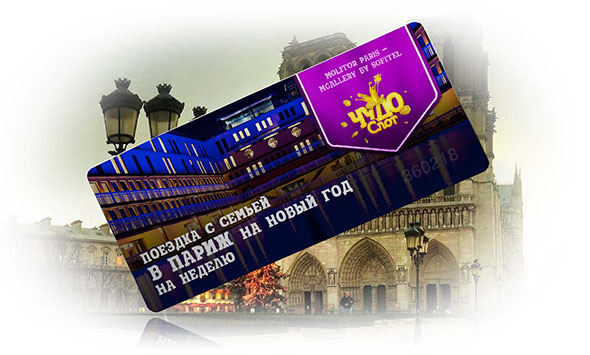 MOLITOR PARIS –
MGALLERY BY SOFITEL
ЧУДО
Слот
860218
ПОЕЗДКА С СЕМЬЕЙ
В ПАРИЖ НА НОВЫЙ ГОД
НА НЕДЕЛЮ